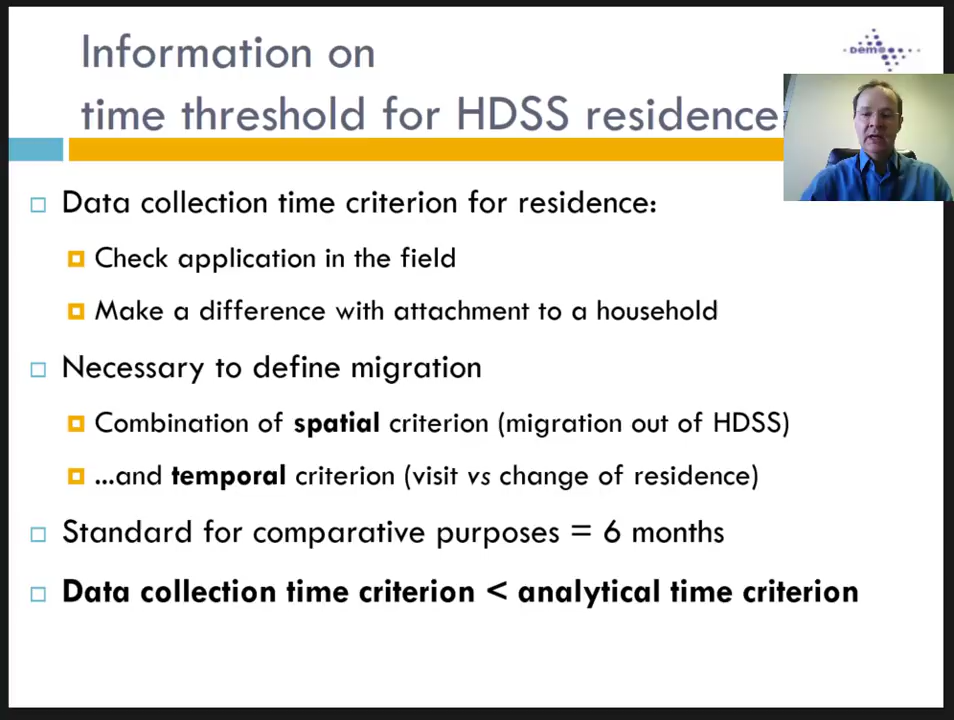 Information on
time threshold for HDSS residence
Demo
Data collection time criterion for residence:
Check application in the field
Make a difference with attachment to a household
Necessary to define migration
Combination of spatial criterion (migration out of HDSS)
...and temporal criterion (visit vs change of residence)
Standard for comparative purposes = 6 months
Data collection time criterion < analytical time criterion